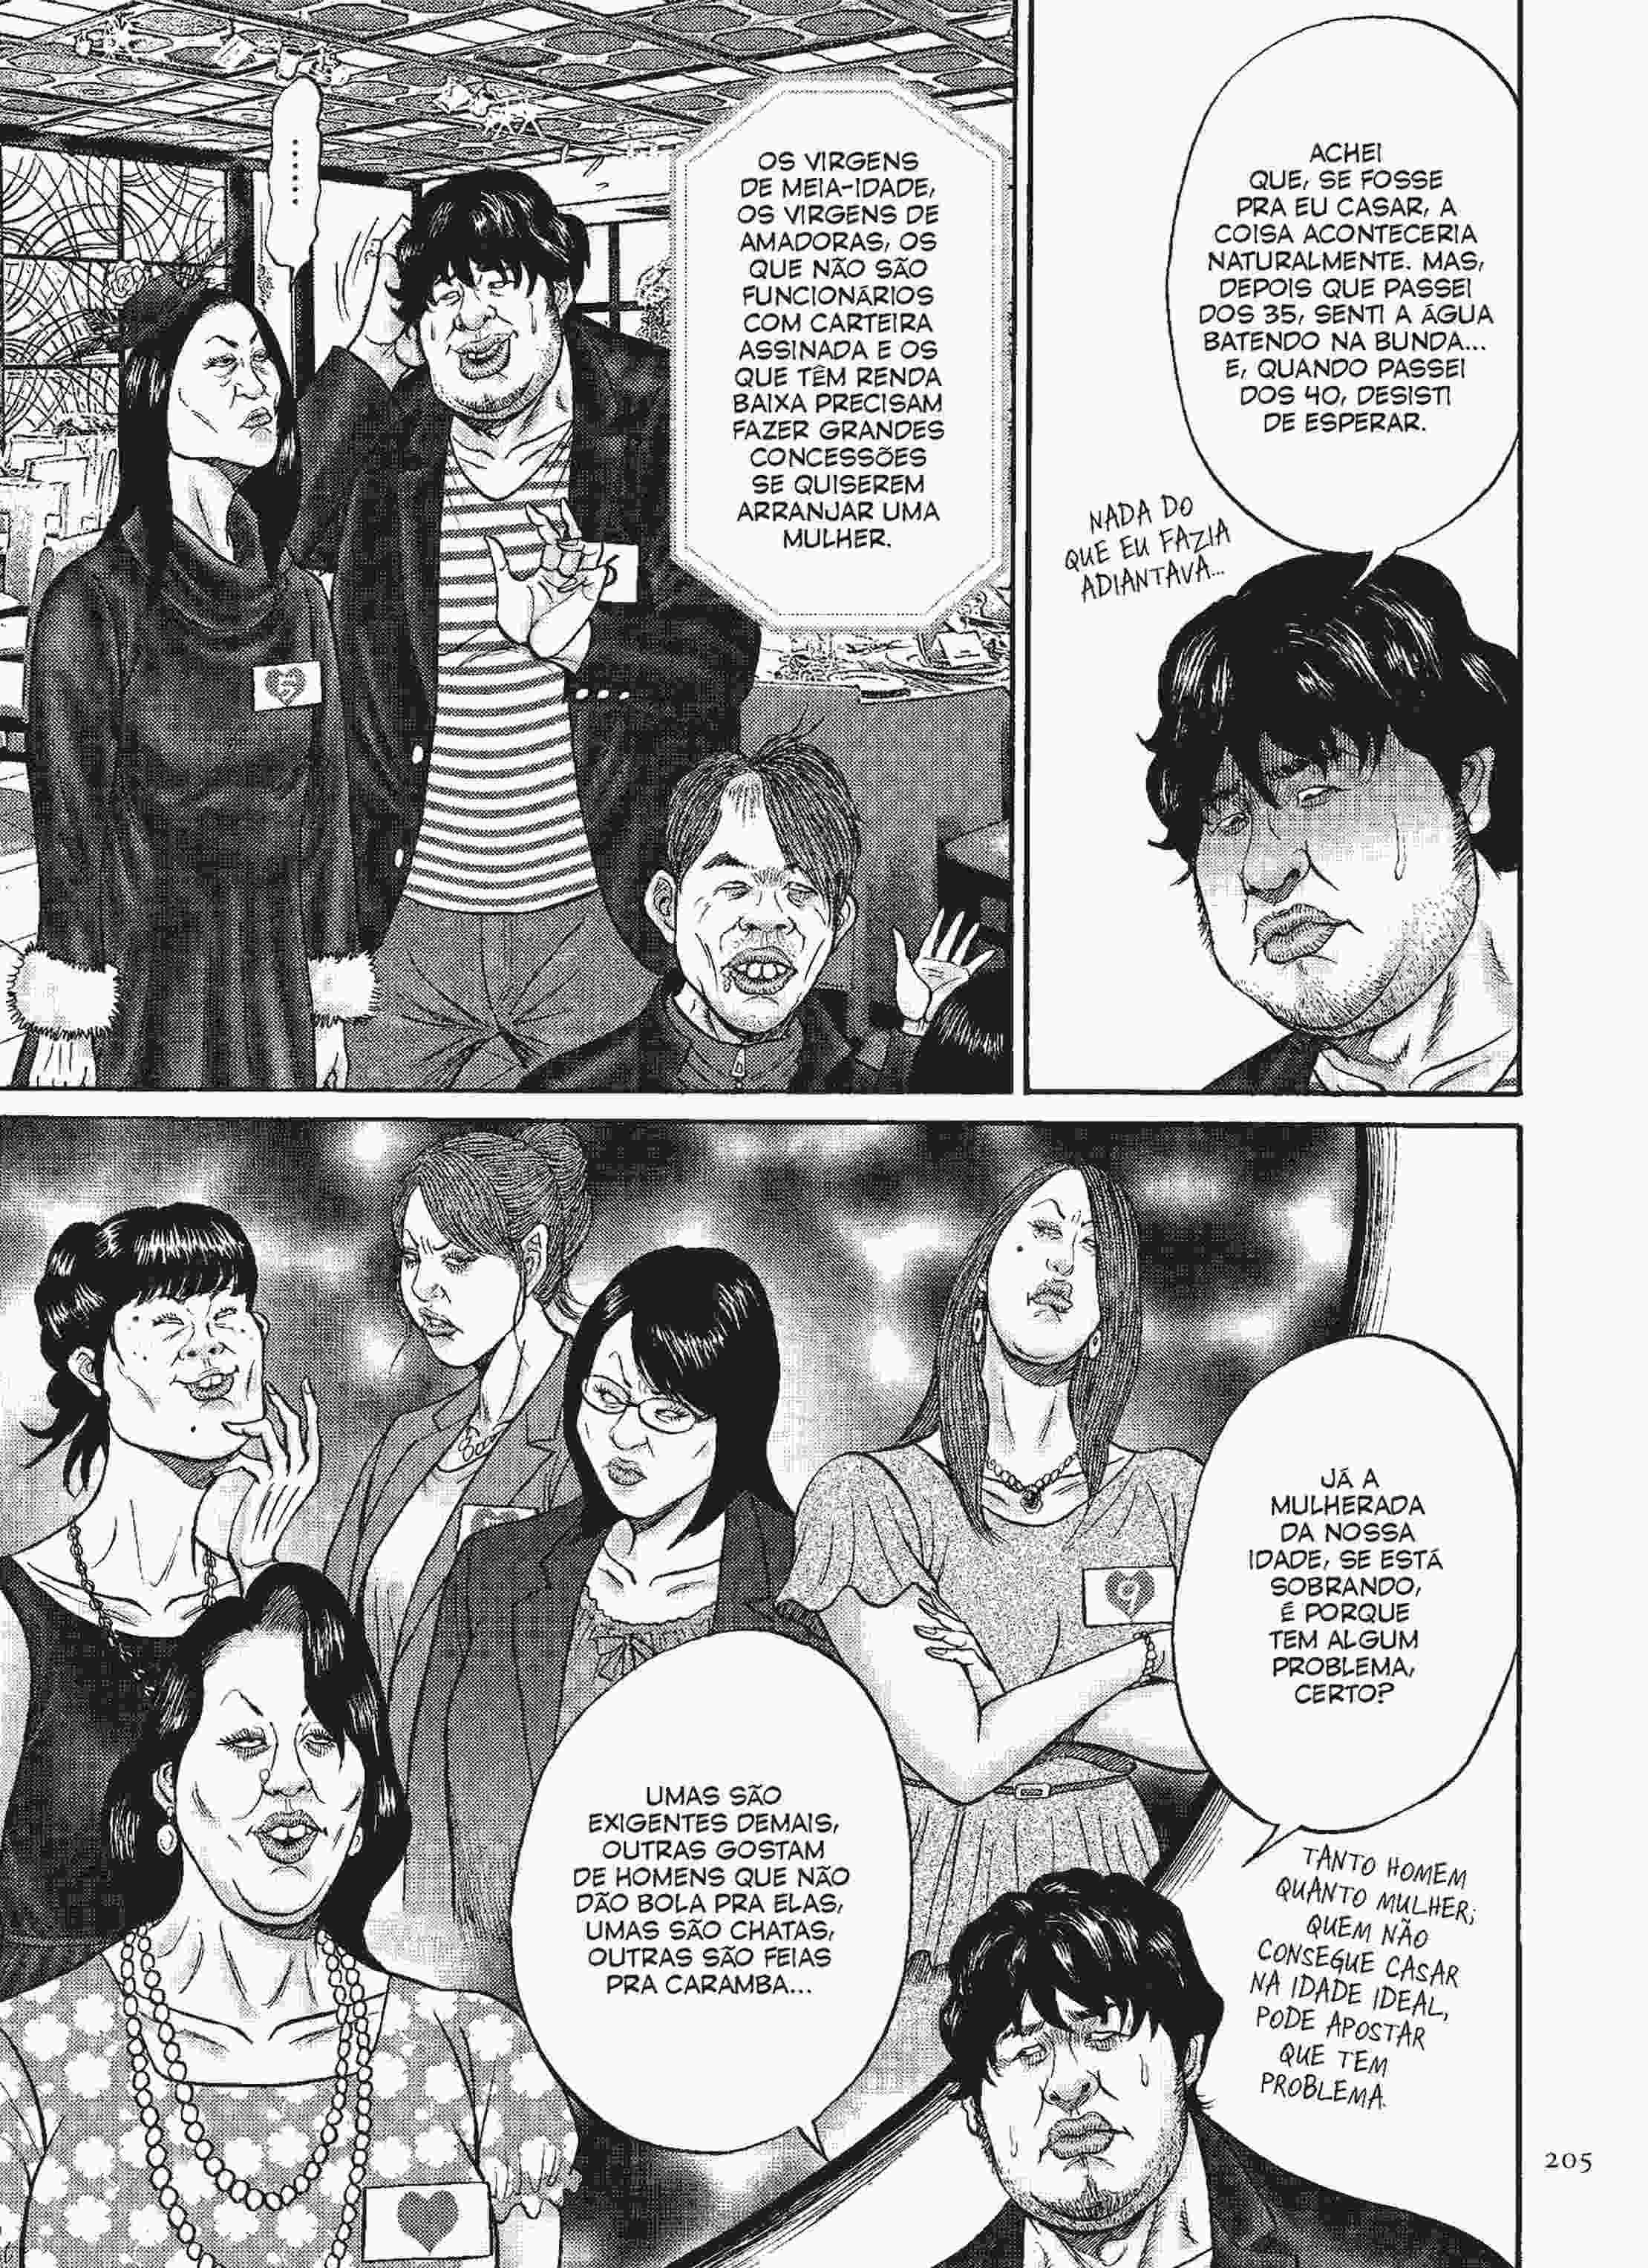 ACHEI
QUE, SE FOSSE
PRA EU CASAR, A
COISA ACONTECERIA
NATURALMENTE. MAS,
DEPOIS QUE PASSEI
DOS 35, SENTI A ÁGUA
BATENDO NA BUNDA...
E, QUANDO PASSEI
DOS 40, DESISTI
DE ESPERAR.
NADA DO
QUE EU FAZIA
ADIANTAVA...
OS VIRGENS
DE MEIA-IDADE,
OS VIRGENS DE
AMADORAS, OS
QUE NÃO SÃO
FUNCIONÁRIOS
COM CARTEIRA
ASSINADA E OS
QUE TÊM RENDA
BAIXA PRECISAM
FAZER GRANDES
CONCESSÕES
SE QUISEREM
ARRANJAR UMA
MULHER.
......
5
JÁ A
MULHERADA
DA NOSSA
IDADE, SE ESTÁ
SOBRANDO,
É PORQUE
TEM ALGUM
PROBLEMA,
CERTO?
9
TANTO HOMEM
QUANTO MULHER;
QUEM NÃO
CONSEGUE CASAR
NA IDADE IDEAL,
PODE APOSTAR
QUE TEM
PROBLEMA.
UMAS SÃO
EXIGENTES DEMAIS,
OUTRAS GOSTAM
DE HOMENS QUE NÃO
DÃO BOLA PRA ELAS,
UMAS SÃO CHATAS,
OUTRAS SÃO FEIAS
PRA CARAMBA...
205